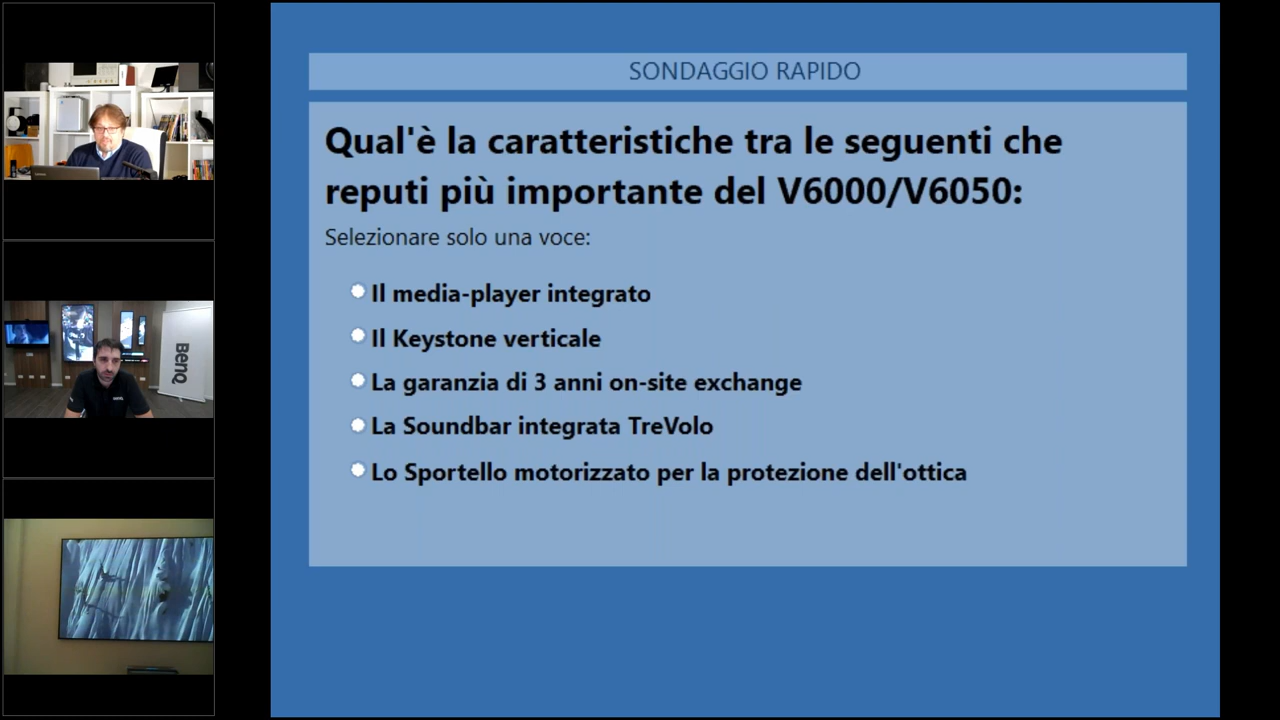 SONDAGGIO RAPIDO
Qual'è la caratteristiche tra le seguenti che
reputi più importante del V6000/V6050:
Selezionare solo una voce:
Il media-player integrato
Il Keystone verticale
La garanzia di 3 anni on-site exchange
La Soundbar integrata TreVolo
Lo Sportello motorizzato per la protezione dell'ottica
BenQ